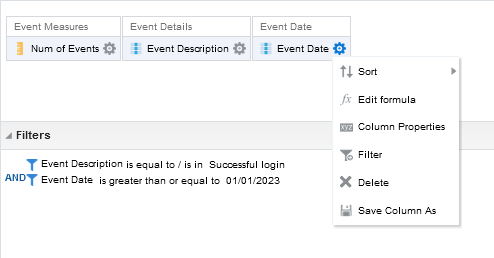 Event Measures Event Details Event Date
Num of Events Event Description Event Date
Sort
Edit formula
Column Properties
Filter
Delete
Save Column As
Filters
Event Description is equal to / is in Successful login
AND Event Date is greater than or equal to 01/01/2023